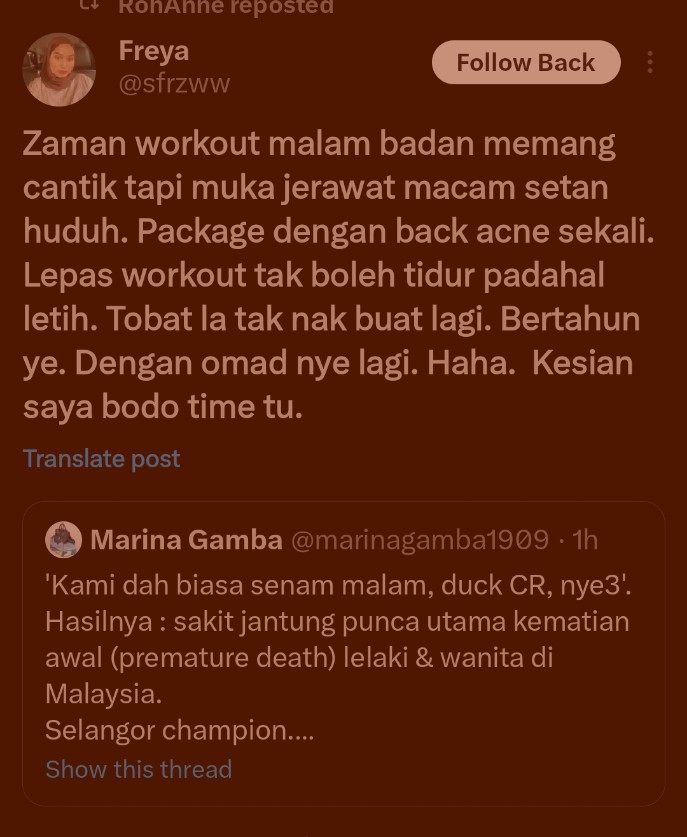 RohAnne reposted
Freya
@sfrzww
Follow Back
Zaman workout malam badan memang
cantik tapi muka jerawat macam setan
huduh. Package dengan back acne sekali.
Lepas workout tak boleh tidur padahal
letih. Tobat la tak nak buat lagi. Bertahun
ye. Dengan omad nye lagi. Haha.  Kesian
saya bodo time tu.
Translate post
Marina Gamba @marinagamba1909 · 1h
'Kami dah biasa senam malam, duck CR, nye3'.
Hasilnya : sakit jantung punca utama kematian
awal (premature death) lelaki & wanita di
Malaysia.
Selangor champion....
Show this thread